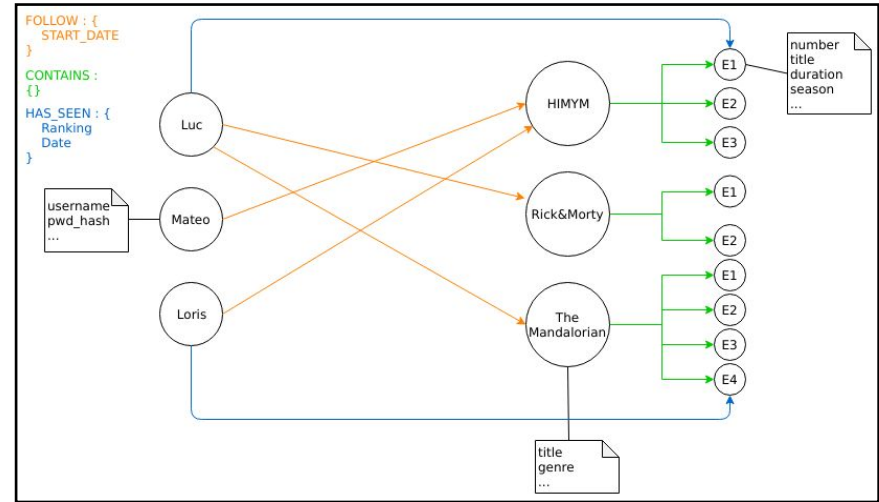 FOLLOW : {
START_DATE
}
CONTAINS :
{}
HAS_SEEN : {
Ranking
Date
}
Luc
Mateo
Loris
username
pwd_hash
...
HIMYM
Rick&Morty
The
Mandalorian
title
genre
...
E1
E2
E3
E1
E2
E1
E2
E3
E4
number
title
duration
season
...